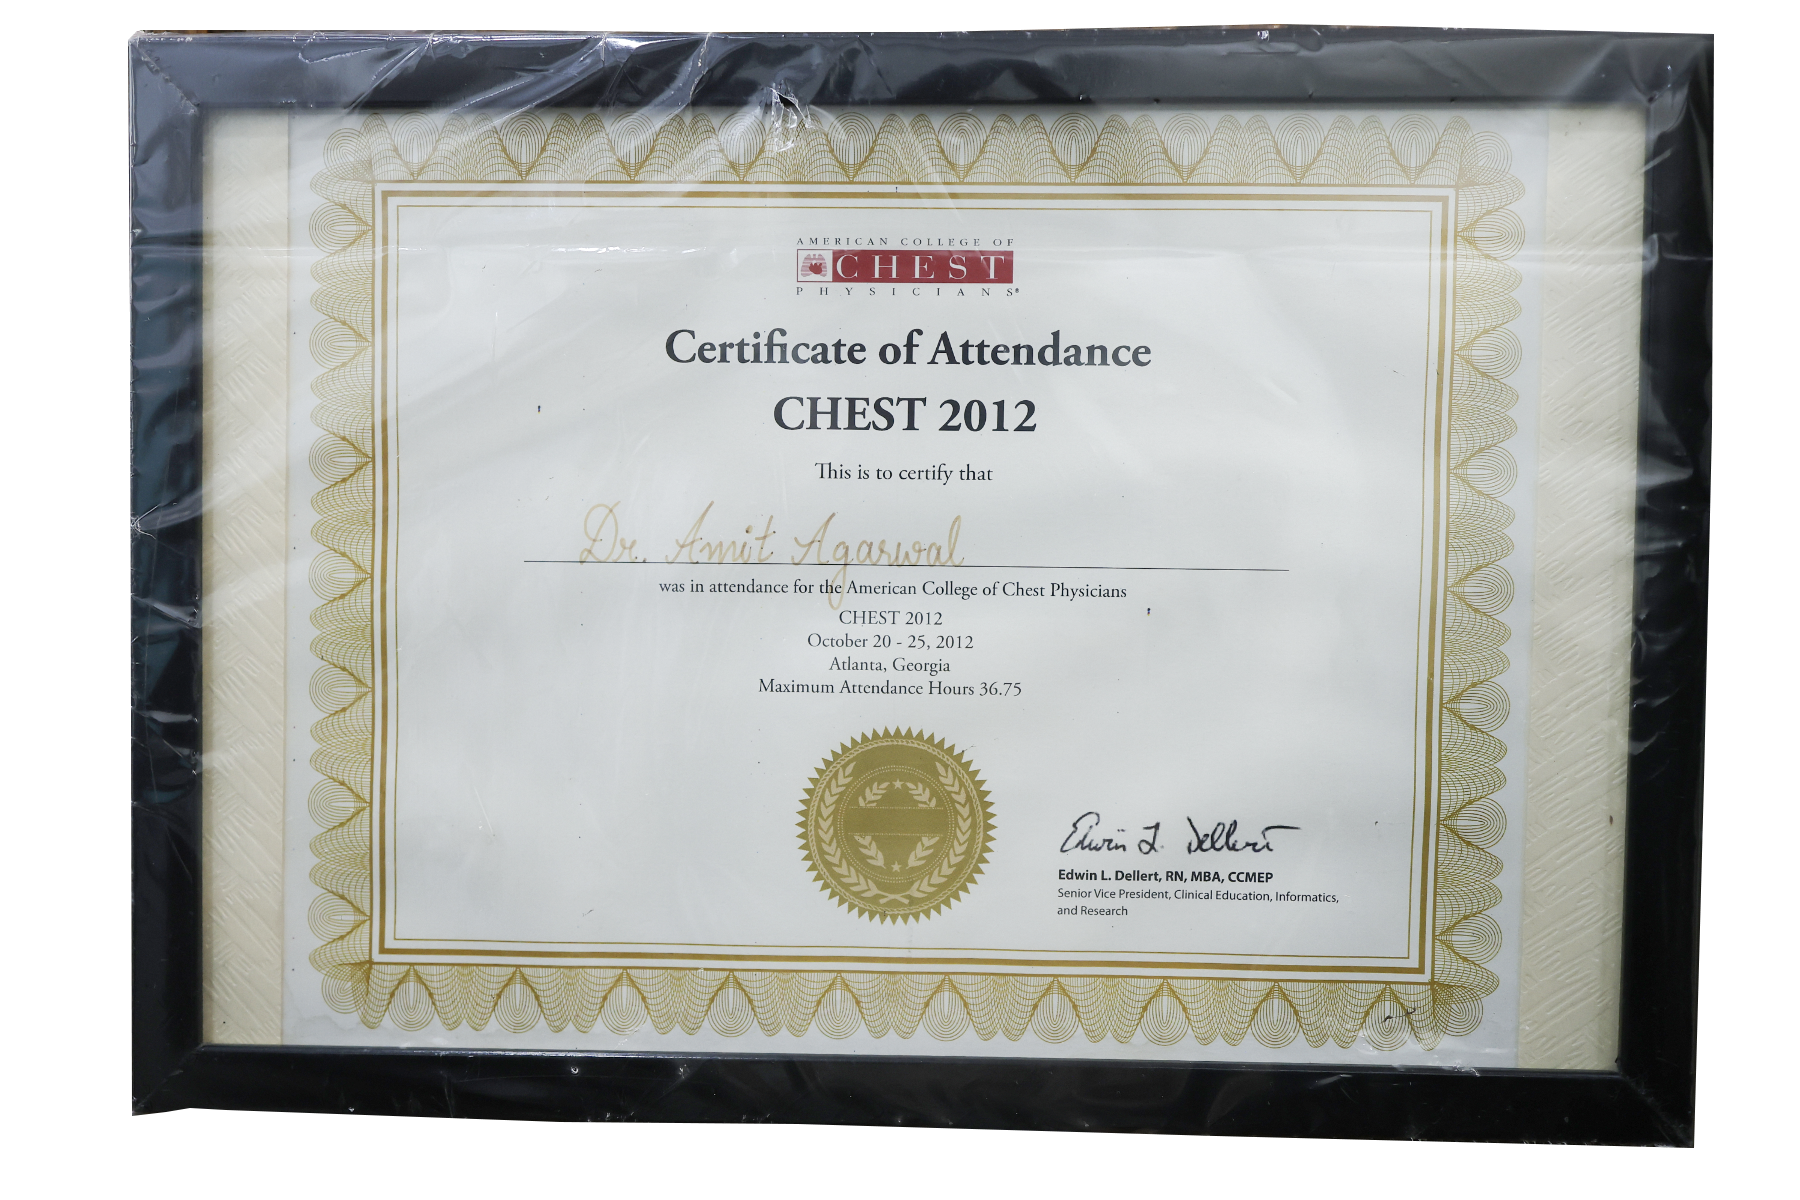 AMERICAN COLLEGE OF
CHEST
PHYSICIANS®
Certificate of Attendance
CHEST 2012
This is to certify that
Dr. Amit Agarwal
was in attendance for the American College of Chest Physicians
CHEST 2012
October 20 - 25, 2012
Atlanta, Georgia
Maximum Attendance Hours 36.75
Edwin L. Dellert
Edwin L. Dellert, RN, MBA, CCMEP
Senior Vice President, Clinical Education, Informatics,
and Research